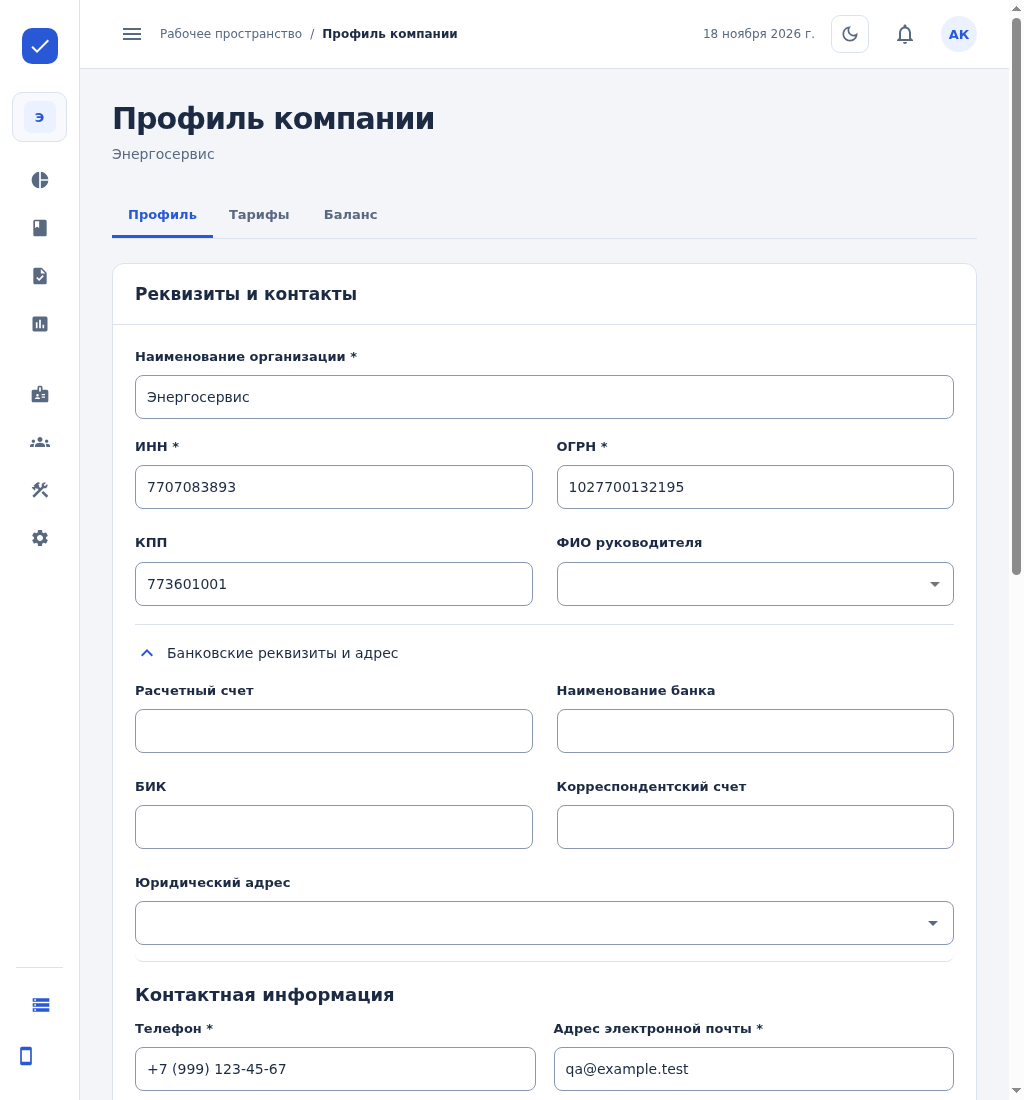 Рабочее пространство / Профиль компании
18 ноября 2026 г.
АК
Э
Профиль компании
Энергосервис
Профиль Тарифы Баланс
Реквизиты и контакты
Наименование организации *
Энергосервис
ИНН * ОГРН *
7707083893 1027700132195
КПП ФИО руководителя
773601001
Банковские реквизиты и адрес
Расчетный счет Наименование банка
БИК Корреспондентский счет
Юридический адрес
Контактная информация
Телефон * Адрес электронной почты *
+7 (999) 123-45-67 qa@example.test